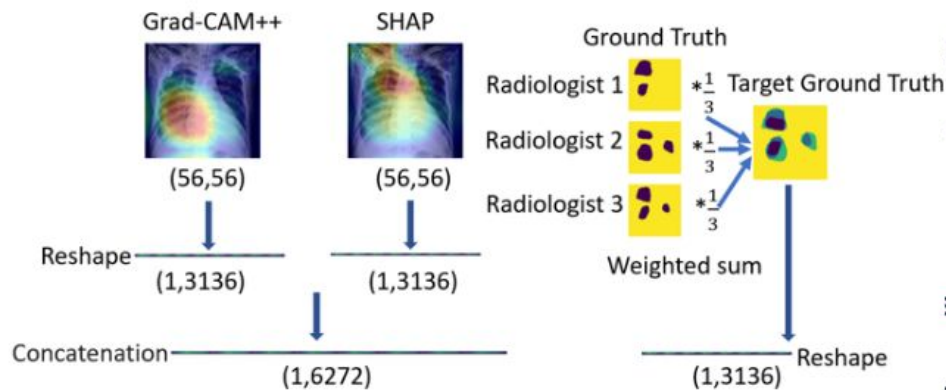 Grad-CAM++
SHAP
(56,56)
(56,56)
Reshape
(1,3136)
(1,3136)
Concatenation
(1,6272)
Ground Truth
Radiologist 1
*1/3
Radiologist 2
*1/3
Radiologist 3
*1/3
Target Ground Truth
Weighted sum
Reshape
(1,3136)